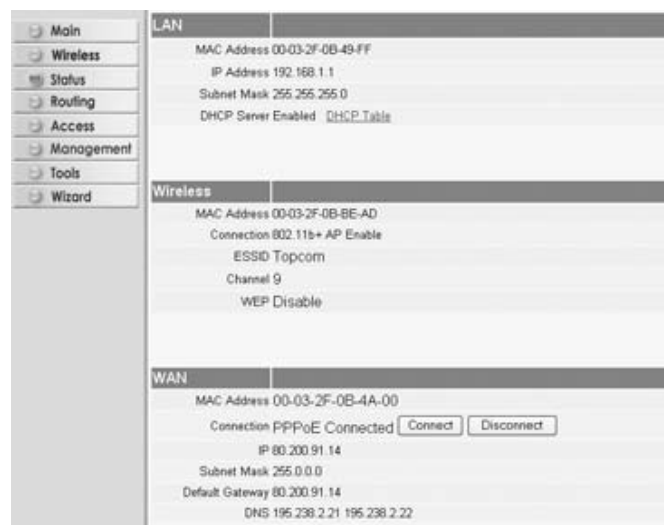 Main
Wireless
Status
Routing
Access
Management
Tools
Wizard
LAN
MAC Address 00-03-2F-0B-49-FF
IP Address 192.168.1.1
Subnet Mask 255.255.255.0
DHCP Server Enabled DHCP Table
Wireless
MAC Address 00-03-2F-0B-BE-AD
Connection 802.11b+ AP Enable
ESSID Topcom
Channel 9
WEP Disable
WAN
MAC Address 00-03-2F-0B-4A-00
Connection PPPoE Connected Connect Disconnect
IP 80.200.91.14
Subnet Mask 255.0.0.0
Default Gateway 80.200.91.14
DNS 195.238.2.21 195.238.2.22